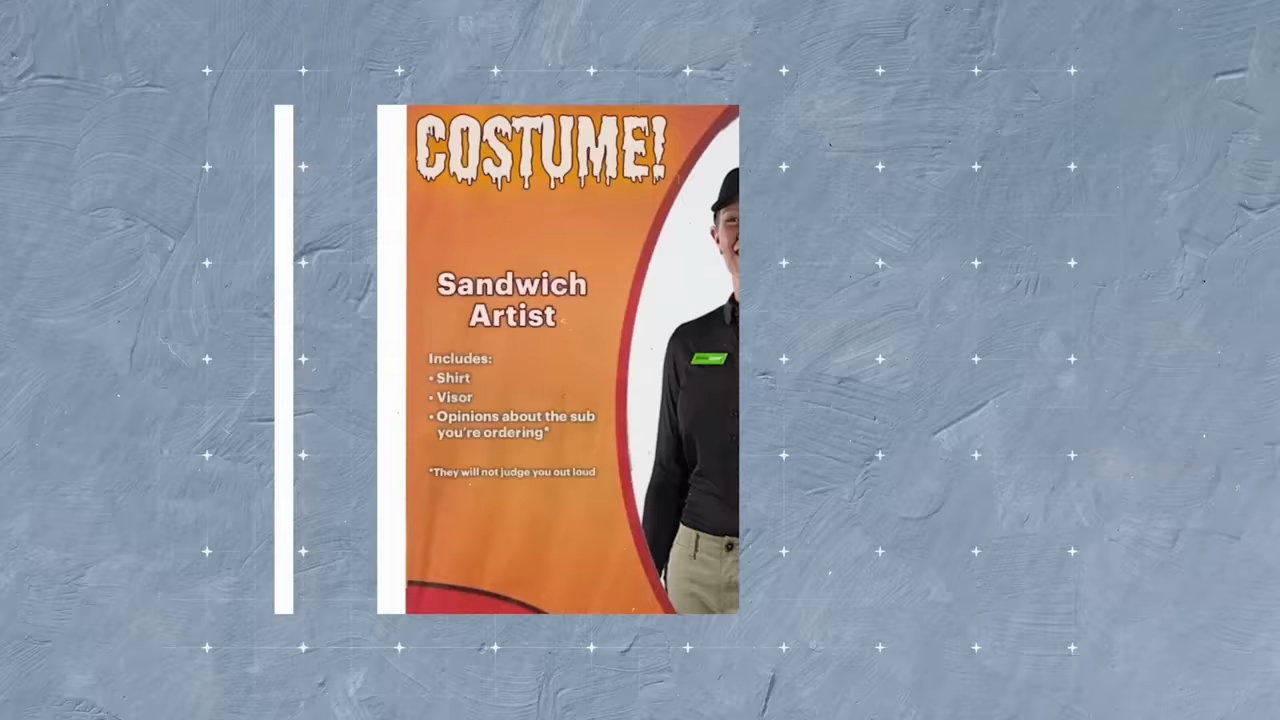 COSTUME!
Sandwich
Artist
Includes:
• Shirt
• Visor
• Opinions about the sub
you're ordering*
*They will not judge you out loud